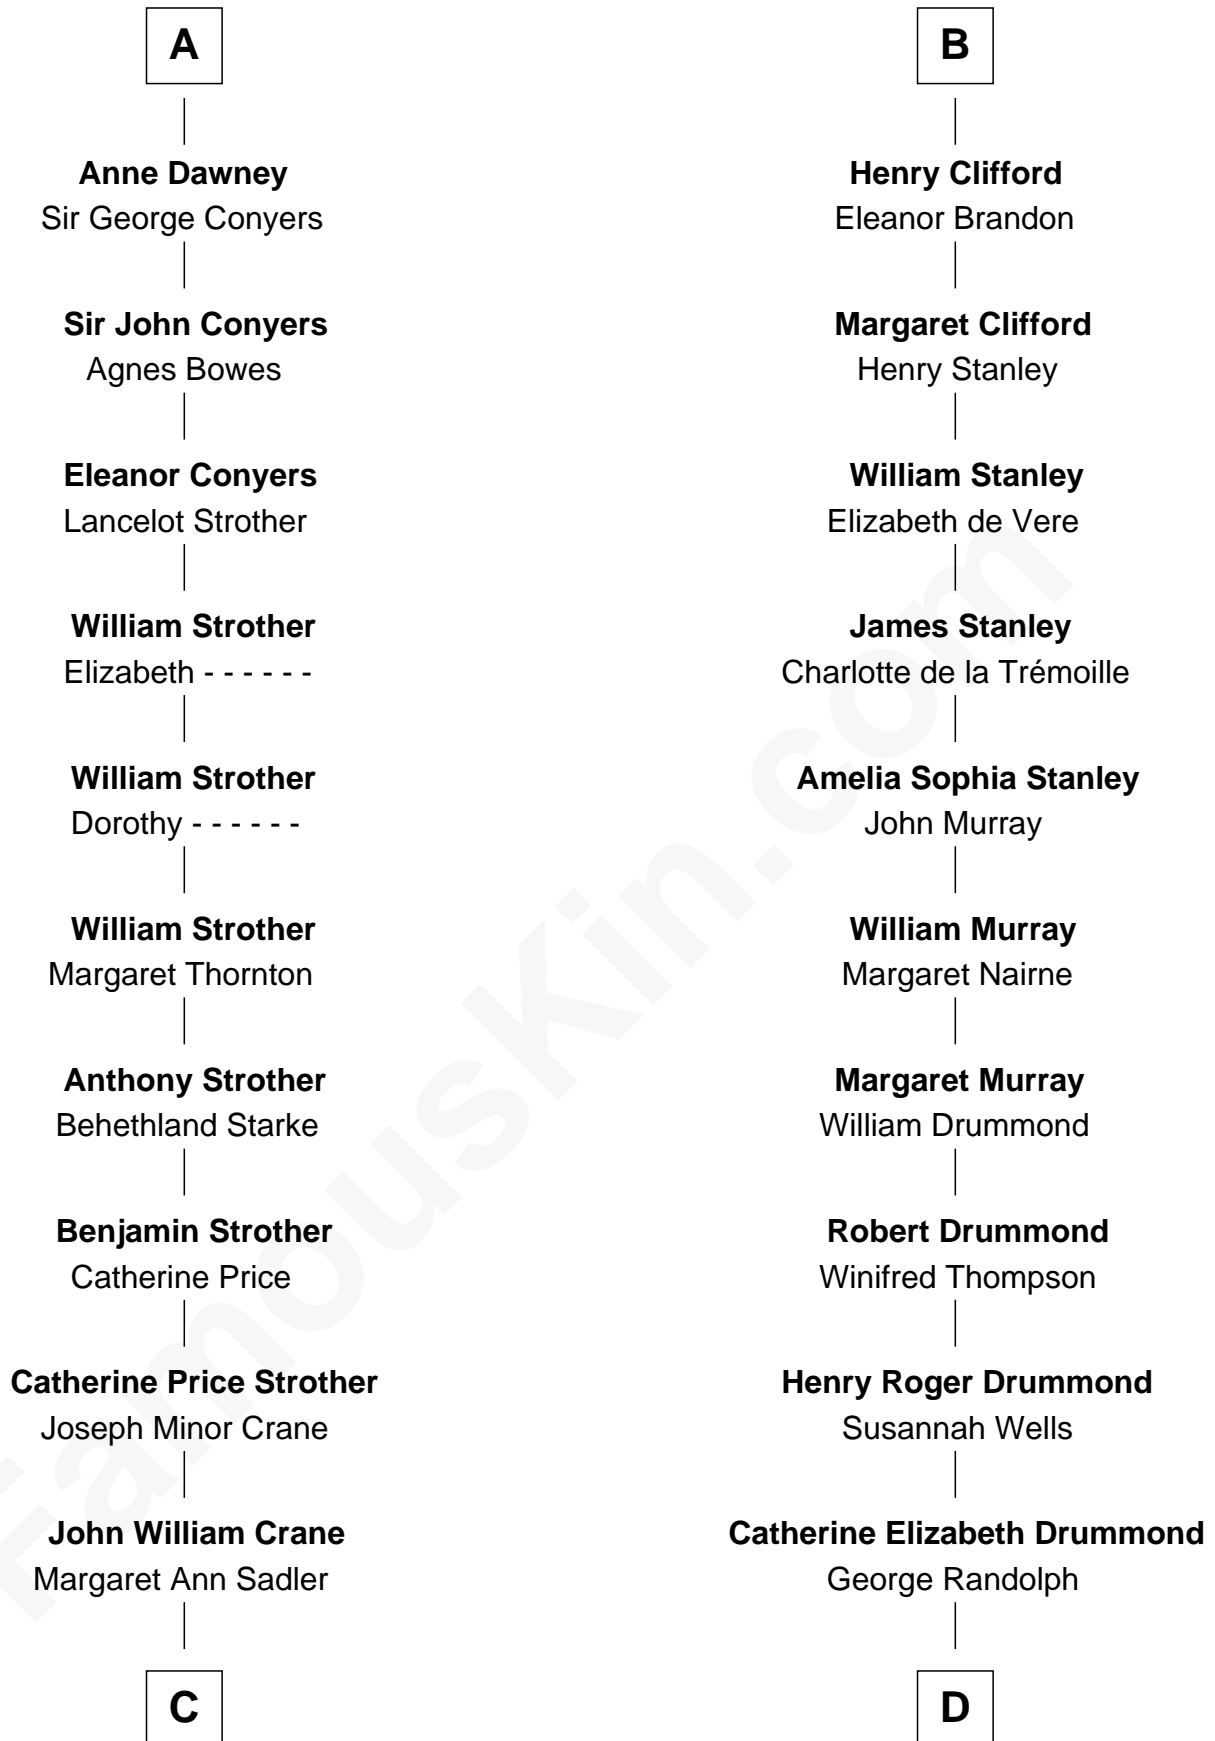 A
Anne Dawney
Sir George Conyers
Sir John Conyers
Agnes Bowes
Eleanor Conyers
Lancelot Strother
William Strother
Elizabeth - - - - - -
William Strother
Dorothy - - - - - -
William Strother
Margaret Thornton
Anthony Strother
Behethland Starke
Benjamin Strother
Catherine Price
Catherine Price Strother
Joseph Minor Crane
John William Crane
Margaret Ann Sadler
C
B
Henry Clifford
Eleanor Brandon
Margaret Clifford
Henry Stanley
William Stanley
Elizabeth de Vere
James Stanley
Charlotte de la Trémoille
Amelia Sophia Stanley
John Murray
William Murray
Margaret Nairne
Margaret Murray
William Drummond
Robert Drummond
Winifred Thompson
Henry Roger Drummond
Susannah Wells
Catherine Elizabeth Drummond
George Randolph
D
FamousKin.com